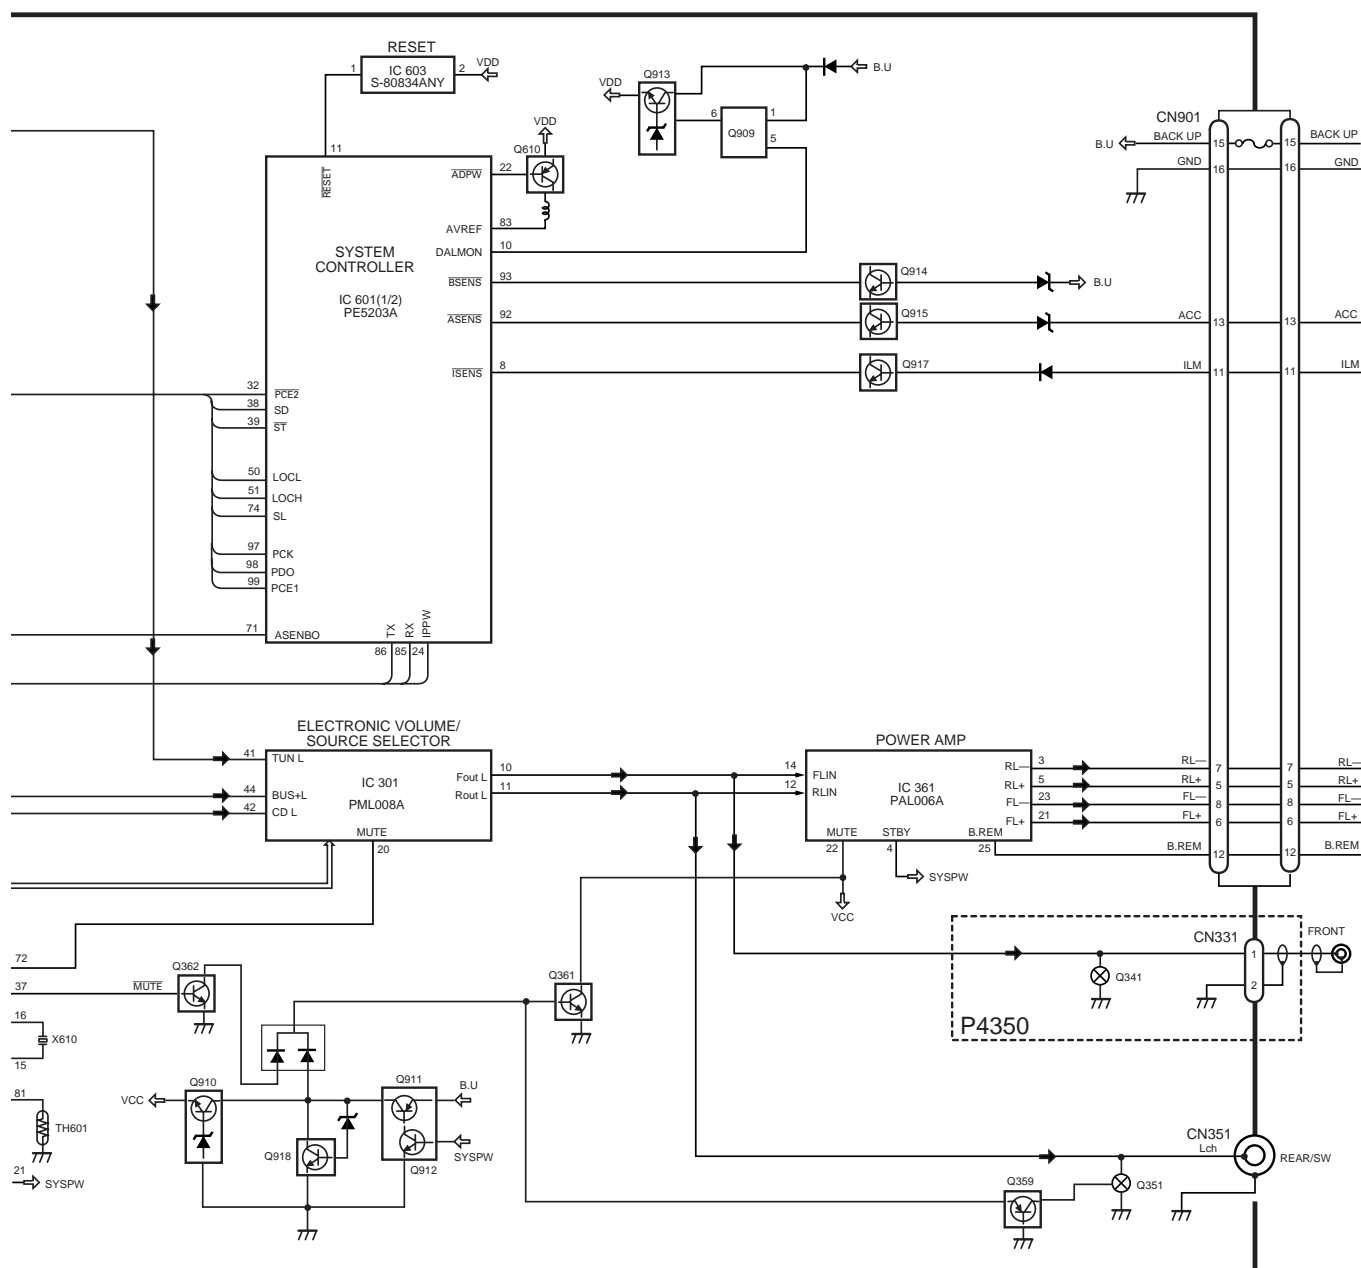 RESET
IC 603
S-80834ANY
1
2
VDD
11
RESET
SYSTEM
CONTROLLER
IC 601(1/2)
PE5203A
ADPW
22
Q610
VDD
AVREF
83
DALMON
10
BSENS
93
ASENS
92
ISENS
8
VDD
Q913
6
Q909
1
5
B.U
Q914
B.U
Q915
Q917
CN901
B.U
BACK UP
15
15
BACK UP
GND
16
16
GND
ACC
13
13
ACC
ILM
11
11
ILM
32
PCE2
38
SD
39
ST
50
LOCL
51
LOCH
74
SL
97
PCK
98
PDO
99
PCE1
71
ASENBO
TX
RX
IPPW
86
85
24
ELECTRONIC VOLUME/
SOURCE SELECTOR
IC 301
PML008A
41
TUN L
44
BUS+L
42
CD L
MUTE
20
Fout L
10
Rout L
11
POWER AMP
IC 361
PAL006A
14
FLIN
12
RLIN
RL—
3
RL+
5
FL—
23
FL+
21
MUTE
22
STBY
4
B.REM
25
SYSPW
VCC
RL—
7
7
RL—
RL+
5
5
RL+
FL—
8
8
FL—
FL+
6
6
FL+
B.REM
12
12
B.REM
72
37
MUTE
Q362
16
X610
15
81
TH601
21
SYSPW
Q361
CN331
1
2
FRONT
Q341
P4350
VCC
Q910
Q911
B.U
Q918
Q912
SYSPW
CN351
Lch
REAR/SW
Q359
Q351